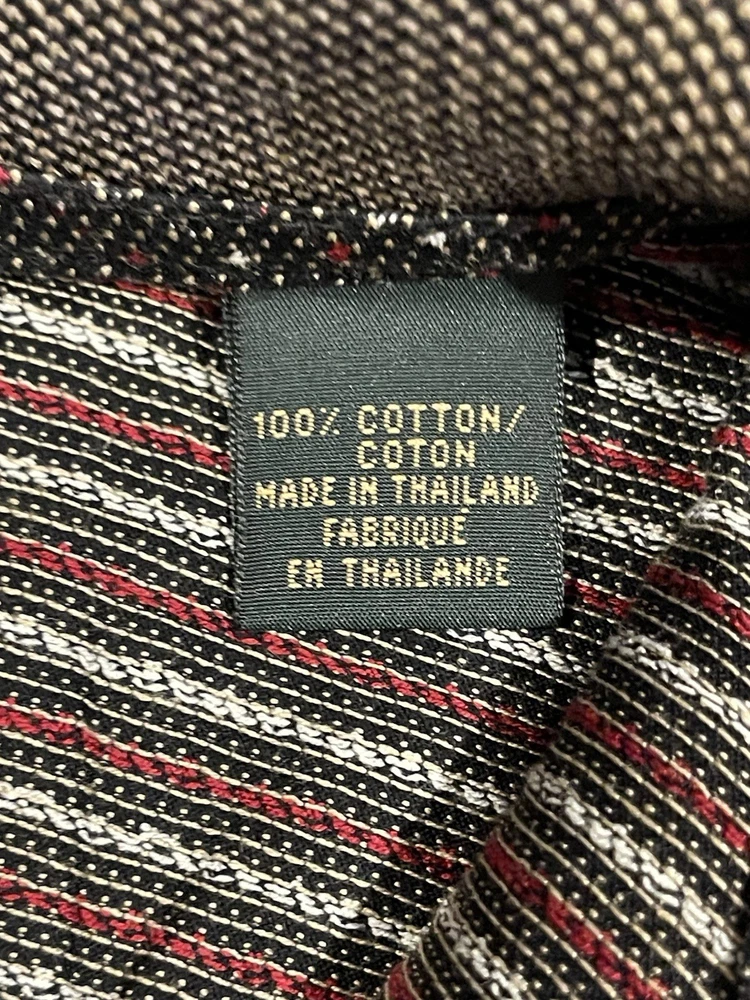 100% COTTON/
COTON
MADE IN THAILAND
FABRIQUÉ
EN THAILANDE